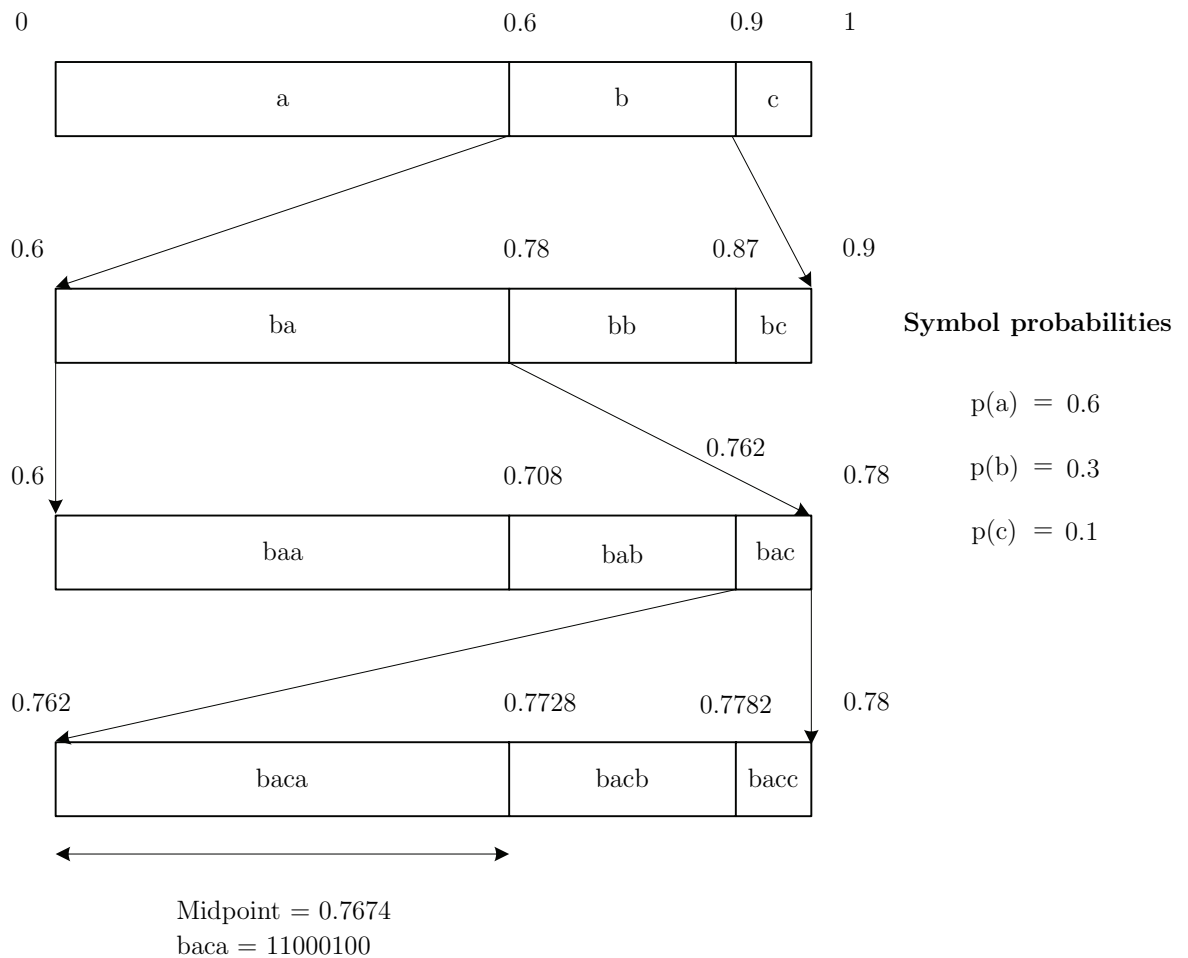 0 0.6 0.9 1
a b c
0.6 0.78 0.87 0.9
ba bb bc
Symbol probabilities
p(a) = 0.6
0.762
p(b) = 0.3
0.6 0.708 0.78
p(c) = 0.1
baa bab bac
0.762 0.7728 0.7782 0.78
baca bacb bacc
Midpoint = 0.7674
baca = 11000100